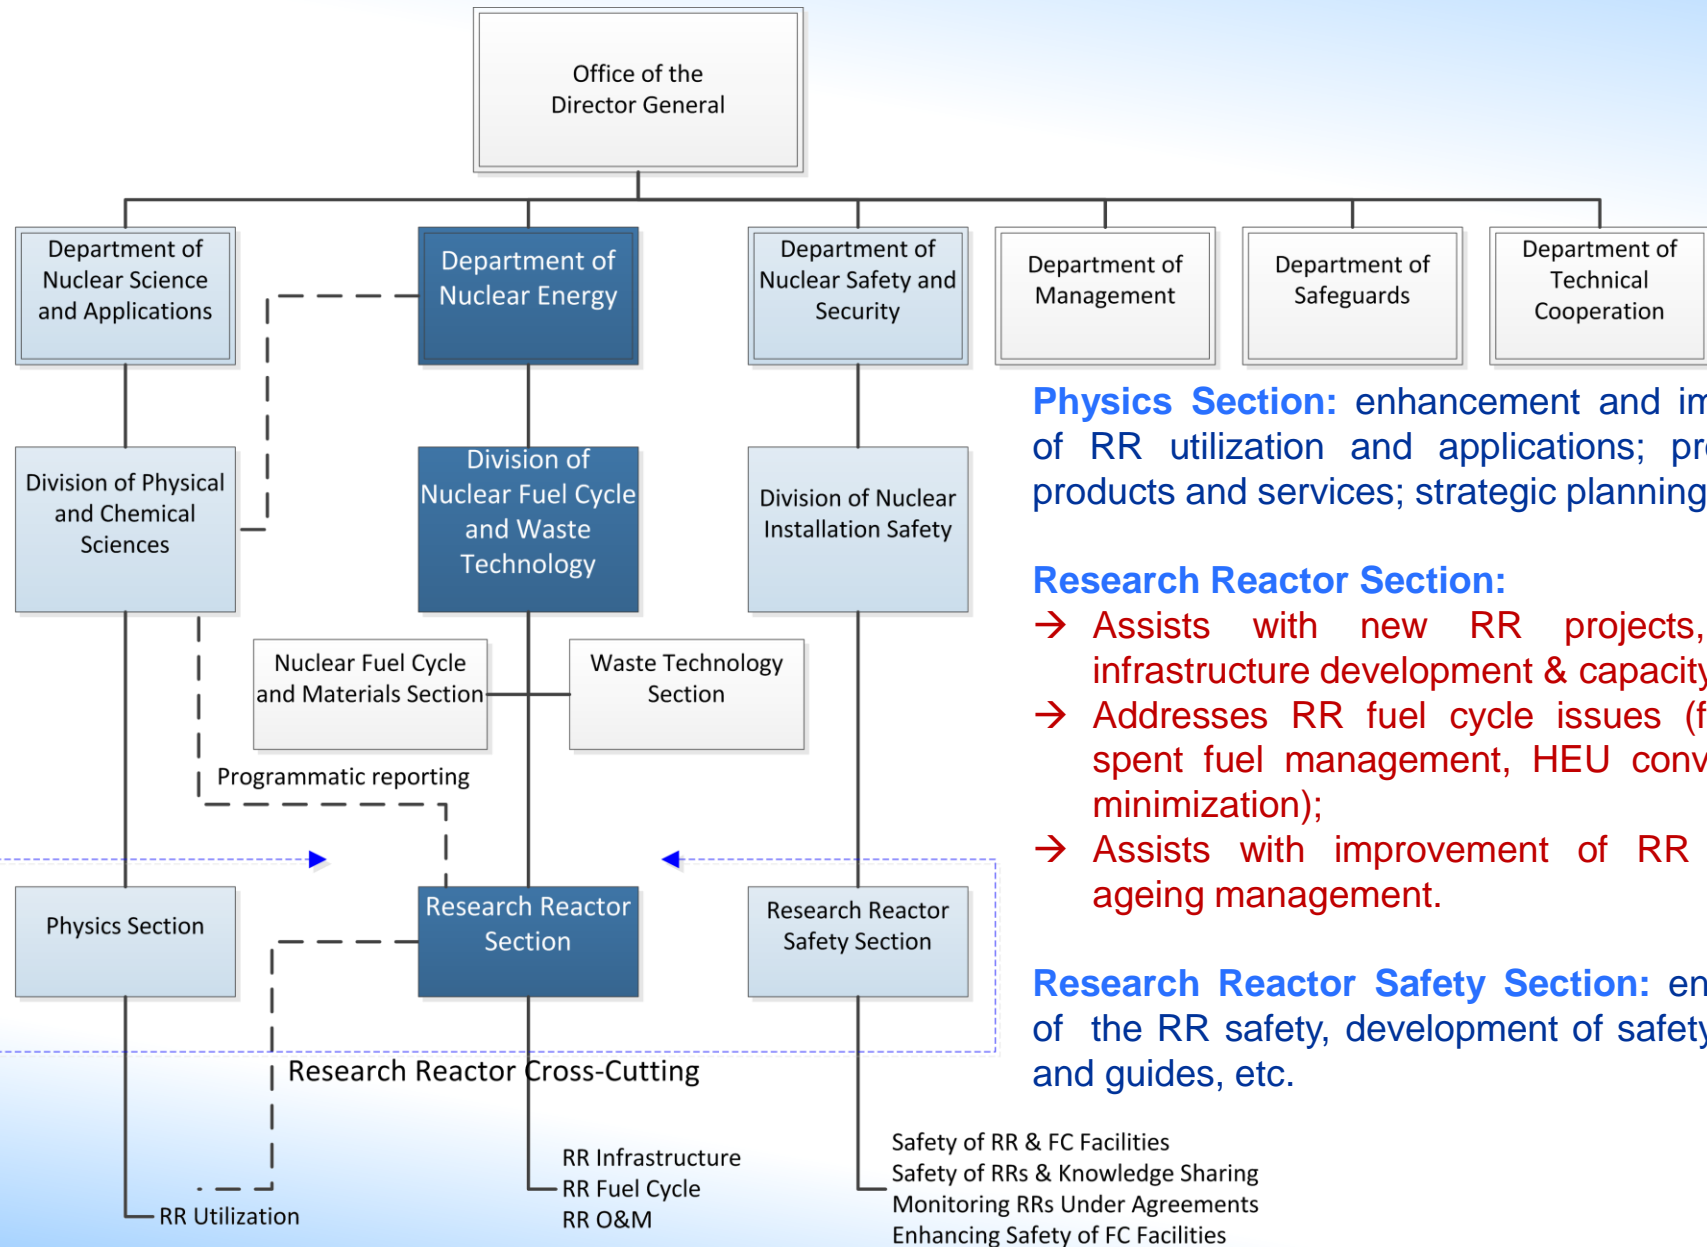 Office of the
Director General
Department of
Nuclear Science
and Applications
Department of
Nuclear Energy
Department of
Nuclear Safety and
Security
Department of
Management
Department of
Safeguards
Department of
Technical
Cooperation
Division of Physical
and Chemical
Sciences
Division of
Nuclear Fuel Cycle
and Waste
Technology
Division of Nuclear
Installation Safety
Nuclear Fuel Cycle
and Materials Section
Waste Technology
Section
Programmatic reporting
Physics Section
Research Reactor
Section
Research Reactor
Safety Section
Research Reactor Cross-Cutting
RR Utilization
RR Infrastructure
RR Fuel Cycle
RR O&M
Safety of RR & FC Facilities
Safety of RRs & Knowledge Sharing
Monitoring RRs Under Agreements
Enhancing Safety of FC Facilities
Physics Section: enhancement and
of RR utilization and applications;
products and services; strategic planning
Research Reactor Section:
→ Assists with new RR projects,
infrastructure development & capacity
→ Addresses RR fuel cycle issues
spent fuel management, HEU
minimization);
→ Assists with improvement of RR
ageing management.
Research Reactor Safety Section:
of the RR safety, development of safety
and guides, etc.